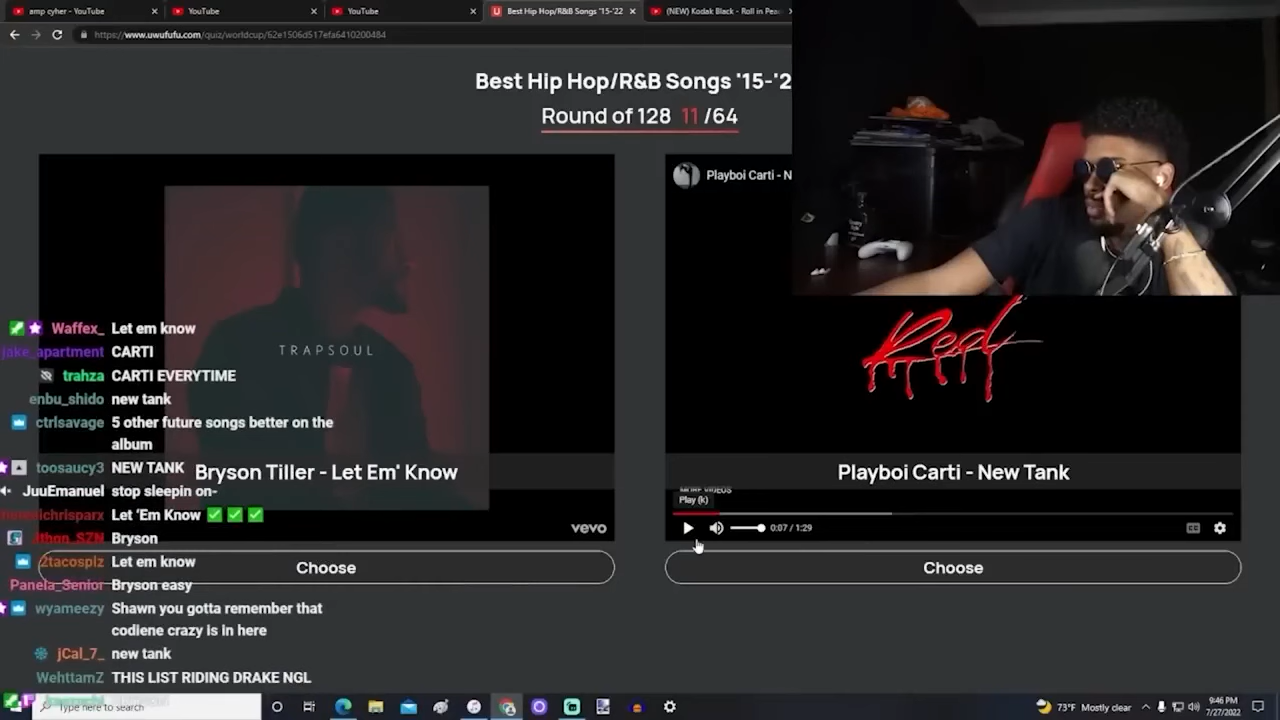 amp cyher - YouTube
YouTube
YouTube
Best Hip Hop/R&B Songs '15-'22
(NEW) Kodak Black - Roll in Peac
https://www.uwufufu.com/quiz/worldcup/62e1506d517efa6410200484
Best Hip Hop/R&B Songs '15-'2
Round of 128 11 /64
Playboi Carti - N
TRAPSOUL
Red
Bryson Tiller - Let Em' Know
Playboi Carti - New Tank
vevo
MORE VIDEOS
Play (k)
0:07 / 1:29
Choose
Choose
Waffex_ Let em know
jake_apartment CARTI
trahza CARTI EVERYTIME
enbu_shido new tank
ctrlsavage 5 other future songs better on the
album
toosaucy3 NEW TANK
JuuEmanuel stop sleepin on-
Let 'Em Know ✅ ✅ ✅
Bryson
2tacosplz Let em know
Panela_Senior Bryson easy
wyameezy Shawn you gotta remember that
codiene crazy is in here
jCal_7_ new tank
WehttamZ THIS LIST RIDING DRAKE NGL
Type here to search
73°F Mostly clear
9:46 PM
7/27/2022